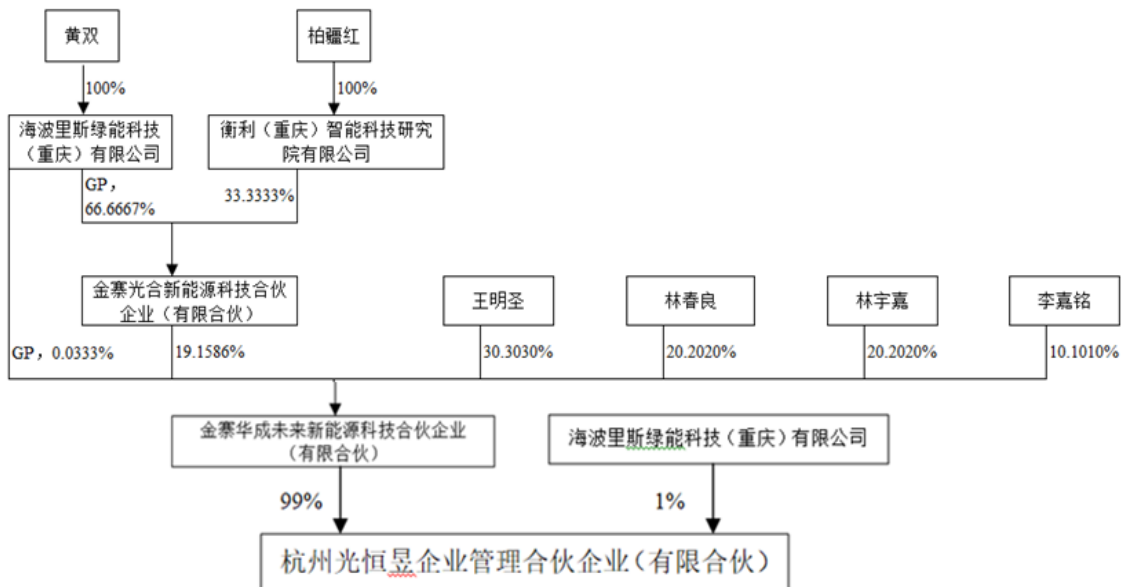 黄双
柏疆红
100%
100%
海波里斯绿能科技
（重庆）有限公司
衡利（重庆）智能科技研究
院有限公司
GP，
66.6667%
33.3333%
金寨光合新能源科技合伙
企业（有限合伙）
王明圣
林春良
林宇嘉
李嘉铭
GP，0.0333%
19.1586%
30.3030%
20.2020%
20.2020%
10.1010%
金寨华成未来新能源科技合伙企业
（有限合伙）
海波里斯绿能科技（重庆）有限公司
99%
1%
杭州光恒昱企业管理合伙企业（有限合伙）